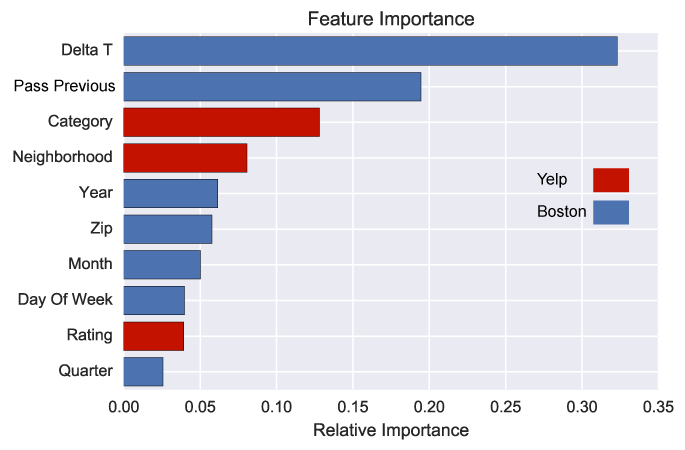 Feature Importance
Delta T
Pass Previous
Category
Neighborhood
Year
Zip
Month
Day Of Week
Rating
Quarter
Yelp
Boston
0.00 0.05 0.10 0.15 0.20 0.25 0.30 0.35
Relative Importance